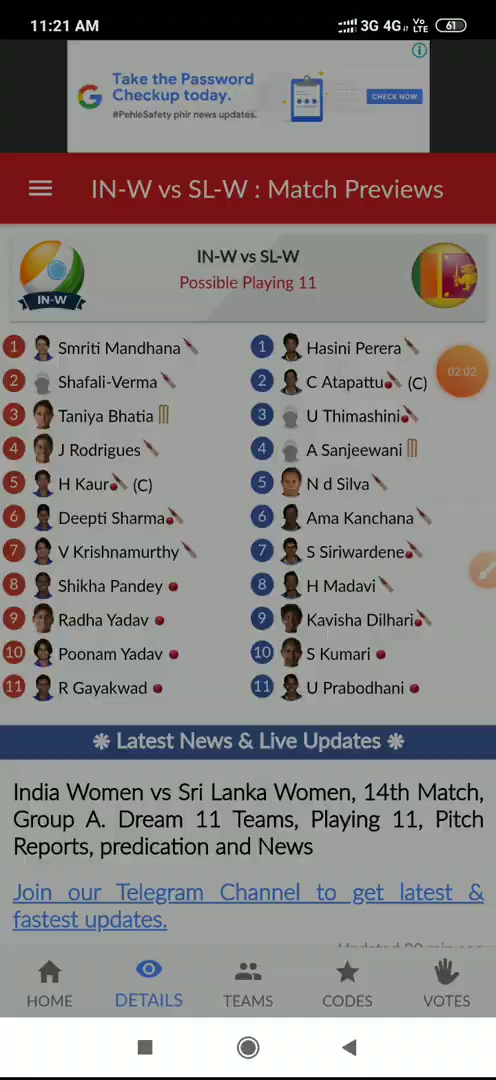 11:21 AM
3G 4G Vo LTE 61
Take the Password
Checkup today.
#PehleSafety phir news updates.
CHECK NOW
IN-W vs SL-W : Match Previews
IN-W vs SL-W
Possible Playing 11
IN-W
1 Smriti Mandhana 1 Hasini Perera
2 Shafali-Verma 2 C Atapattu (C)
02:02
3 Taniya Bhatia 3 U Thimashini
4 J Rodrigues 4 A Sanjeewani
5 H Kaur (C) 5 N d Silva
6 Deepti Sharma 6 Ama Kanchana
7 V Krishnamurthy 7 S Siriwardene
8 Shikha Pandey 8 H Madavi
9 Radha Yadav 9 Kavisha Dilhari
10 Poonam Yadav 10 S Kumari
11 R Gayakwad 11 U Prabodhani
Latest News & Live Updates
India Women vs Sri Lanka Women, 14th Match,
Group A. Dream 11 Teams, Playing 11, Pitch
Reports, predication and News
Join our Telegram Channel to get latest &
fastest updates.
HOME DETAILS TEAMS CODES VOTES